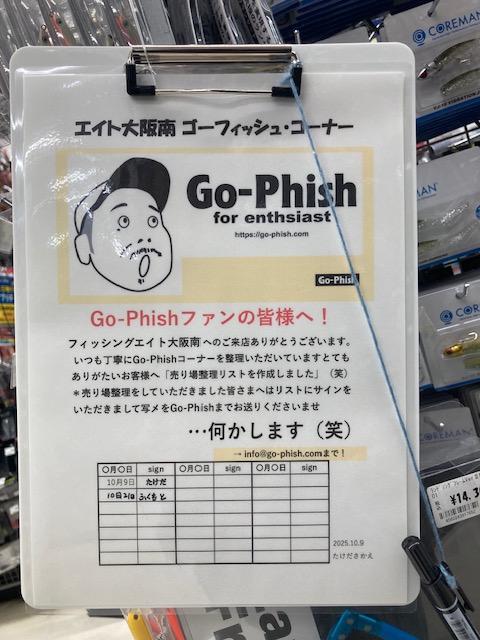 COREMAN
エイト大阪南 ゴーフィッシュ・コーナー
Go-Phish
for enthsiast
https://go-phish.com
Go-Phish
Go-Phishファンの皆様へ！
フィッシングエイト大阪南へのご来店ありがとうございます。
いつも丁寧にGo-Phishコーナーを整理いただいていますとても
ありがたいお客様へ「売り場整理リストを作成しました」（笑）
＊売り場整理をしていただきました皆さまへはリストにサインを
いただきまして写メをGo-Phishまでお送りくださいませ
…何かします（笑）
→ info@go-phish.comまで！
〇月〇日 sign 〇月〇日 sign 〇月〇日 sign
10月9日 たけだ
ふくもと
2025.10.9
たけださかえ
COREMAN
COREMAN
COREMAN